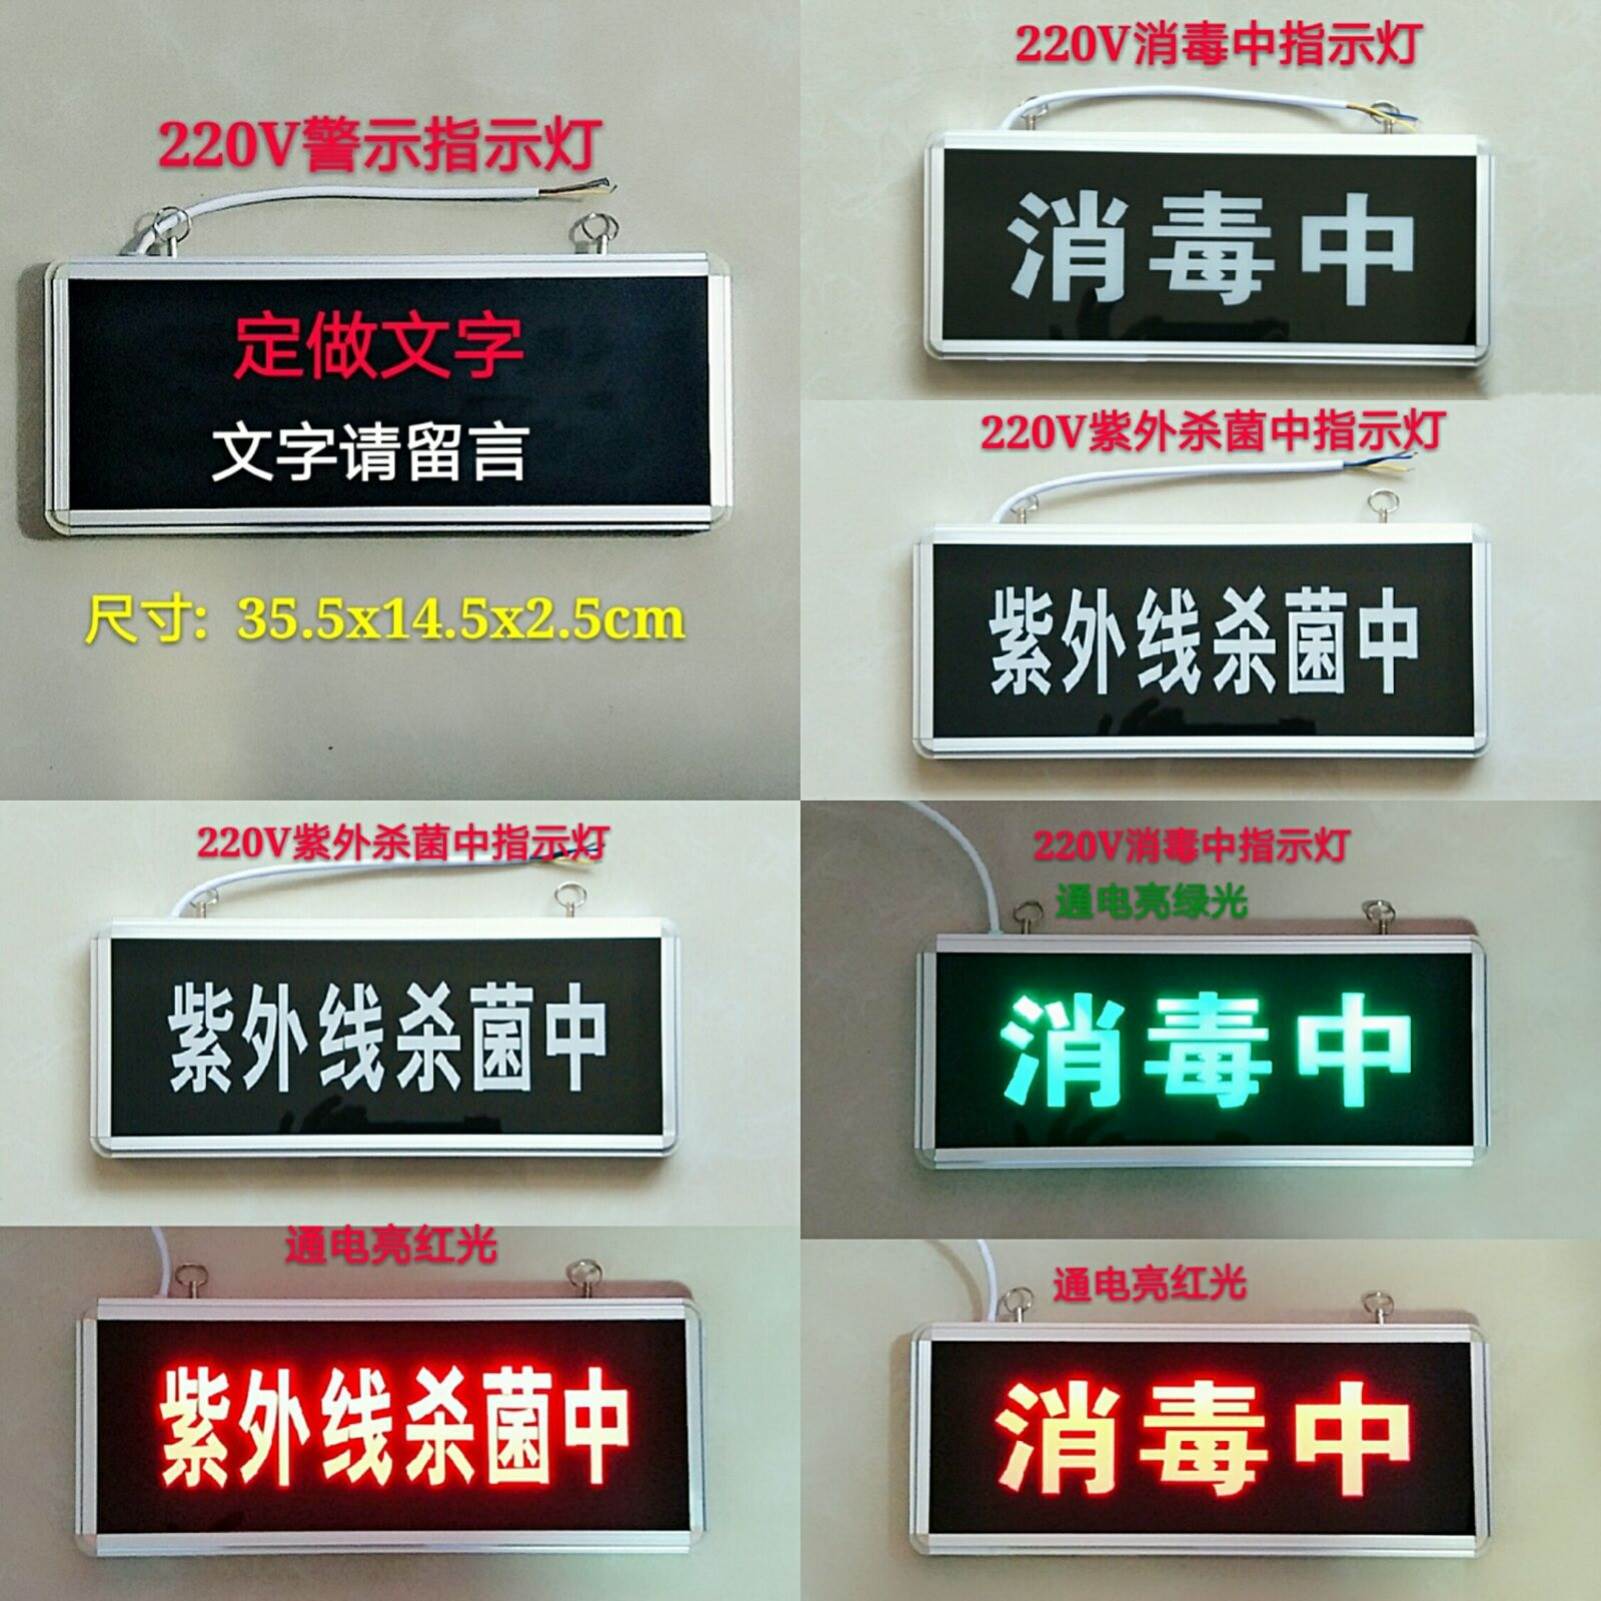 220V警示指示灯
定做文字
文字请留言
尺寸: 35.5x14.5x2.5cm
220V消毒中指示灯
消毒中
220V紫外杀菌中指示灯
紫外线杀菌中
220V紫外杀菌中指示灯
紫外线杀菌中
220V消毒中指示灯
通电亮绿光
消毒中
通电亮红光
紫外线杀菌中
通电亮红光
消毒中